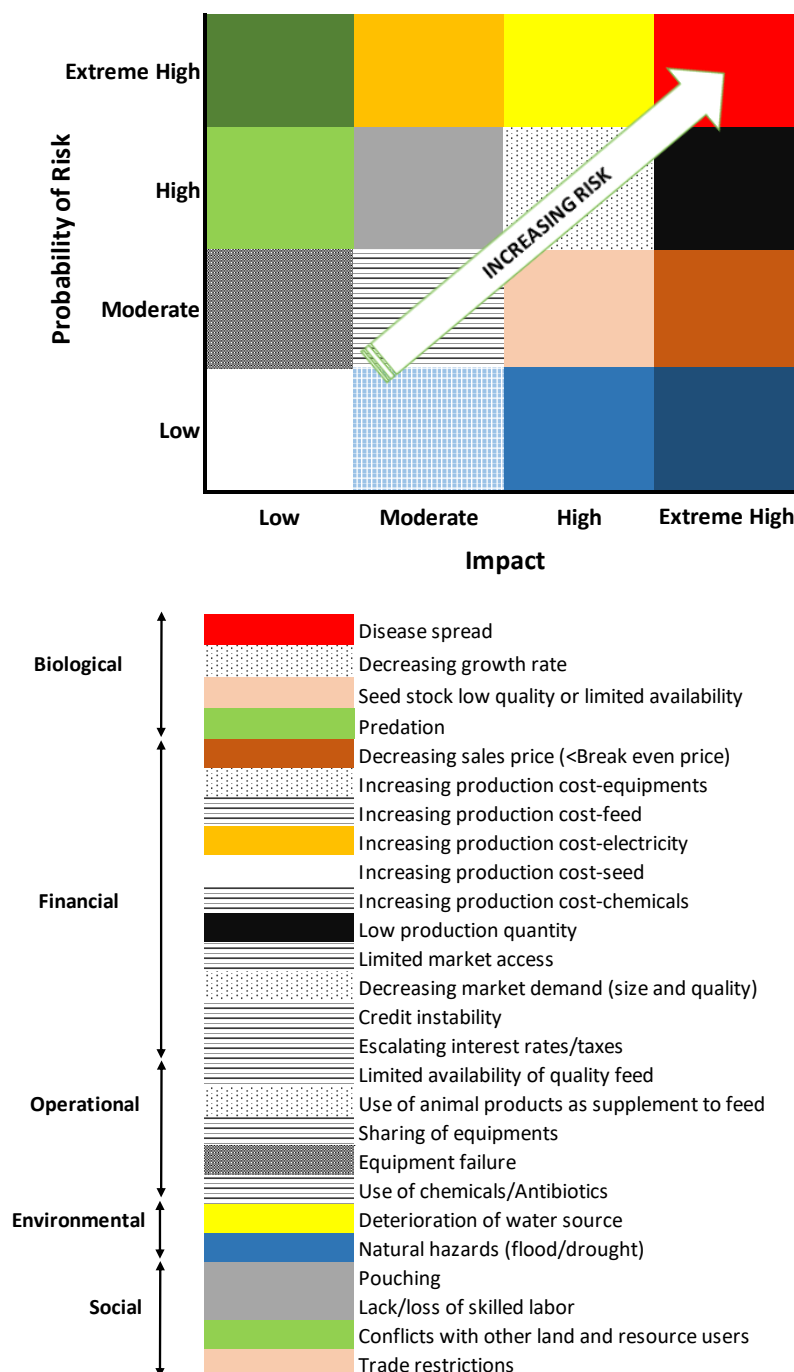 Extreme High
High
Moderate
Low
Probability of Risk
INCREASING RISK
Low Moderate High Extreme High
Impact
Biological
Disease spread
Decreasing growth rate
Seed stock low quality or limited availability
Predation
Financial
Decreasing sales price (<Break even price)
Increasing production cost-equipments
Increasing production cost-feed
Increasing production cost-electricity
Increasing production cost-seed
Increasing production cost-chemicals
Low production quantity
Limited market access
Decreasing market demand (size and quality)
Credit instability
Escalating interest rates/taxes
Operational
Limited availability of quality feed
Use of animal products as supplement to feed
Sharing of equipments
Equipment failure
Use of chemicals/Antibiotics
Environmental
Deterioration of water source
Natural hazards (flood/drought)
Social
Pouching
Lack/loss of skilled labor
Conflicts with other land and resource users
Trade restrictions